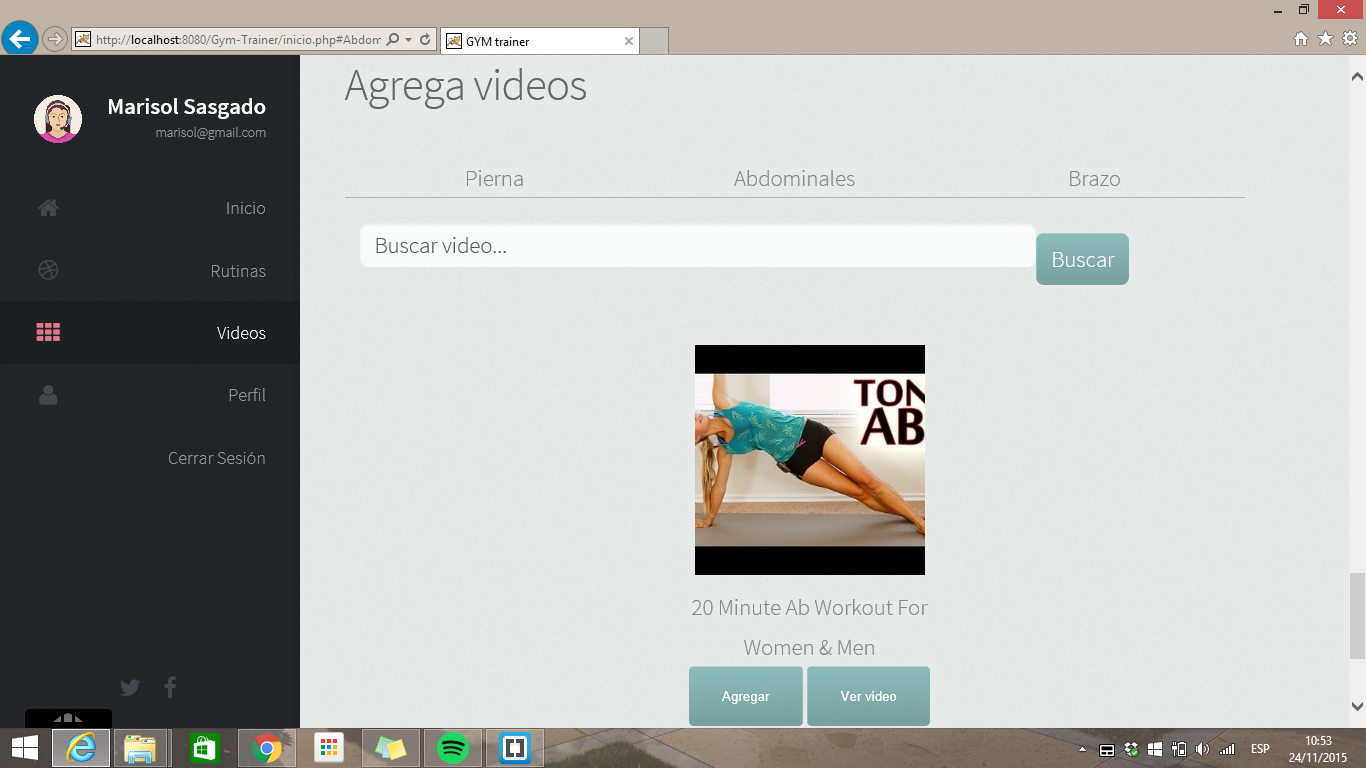 http://localhost:8080/Gym-Trainer/inicio.php#Abdom
GYM trainer
Marisol Sasgado
marisol@gmail.com
Inicio
Rutinas
Videos
Perfil
Cerrar Sesión
Agrega videos
Pierna Abdominales Brazo
Buscar video...
Buscar
TON
AB
20 Minute Ab Workout For
Women & Men
Agregar Ver video
ESP
10:53
24/11/2015